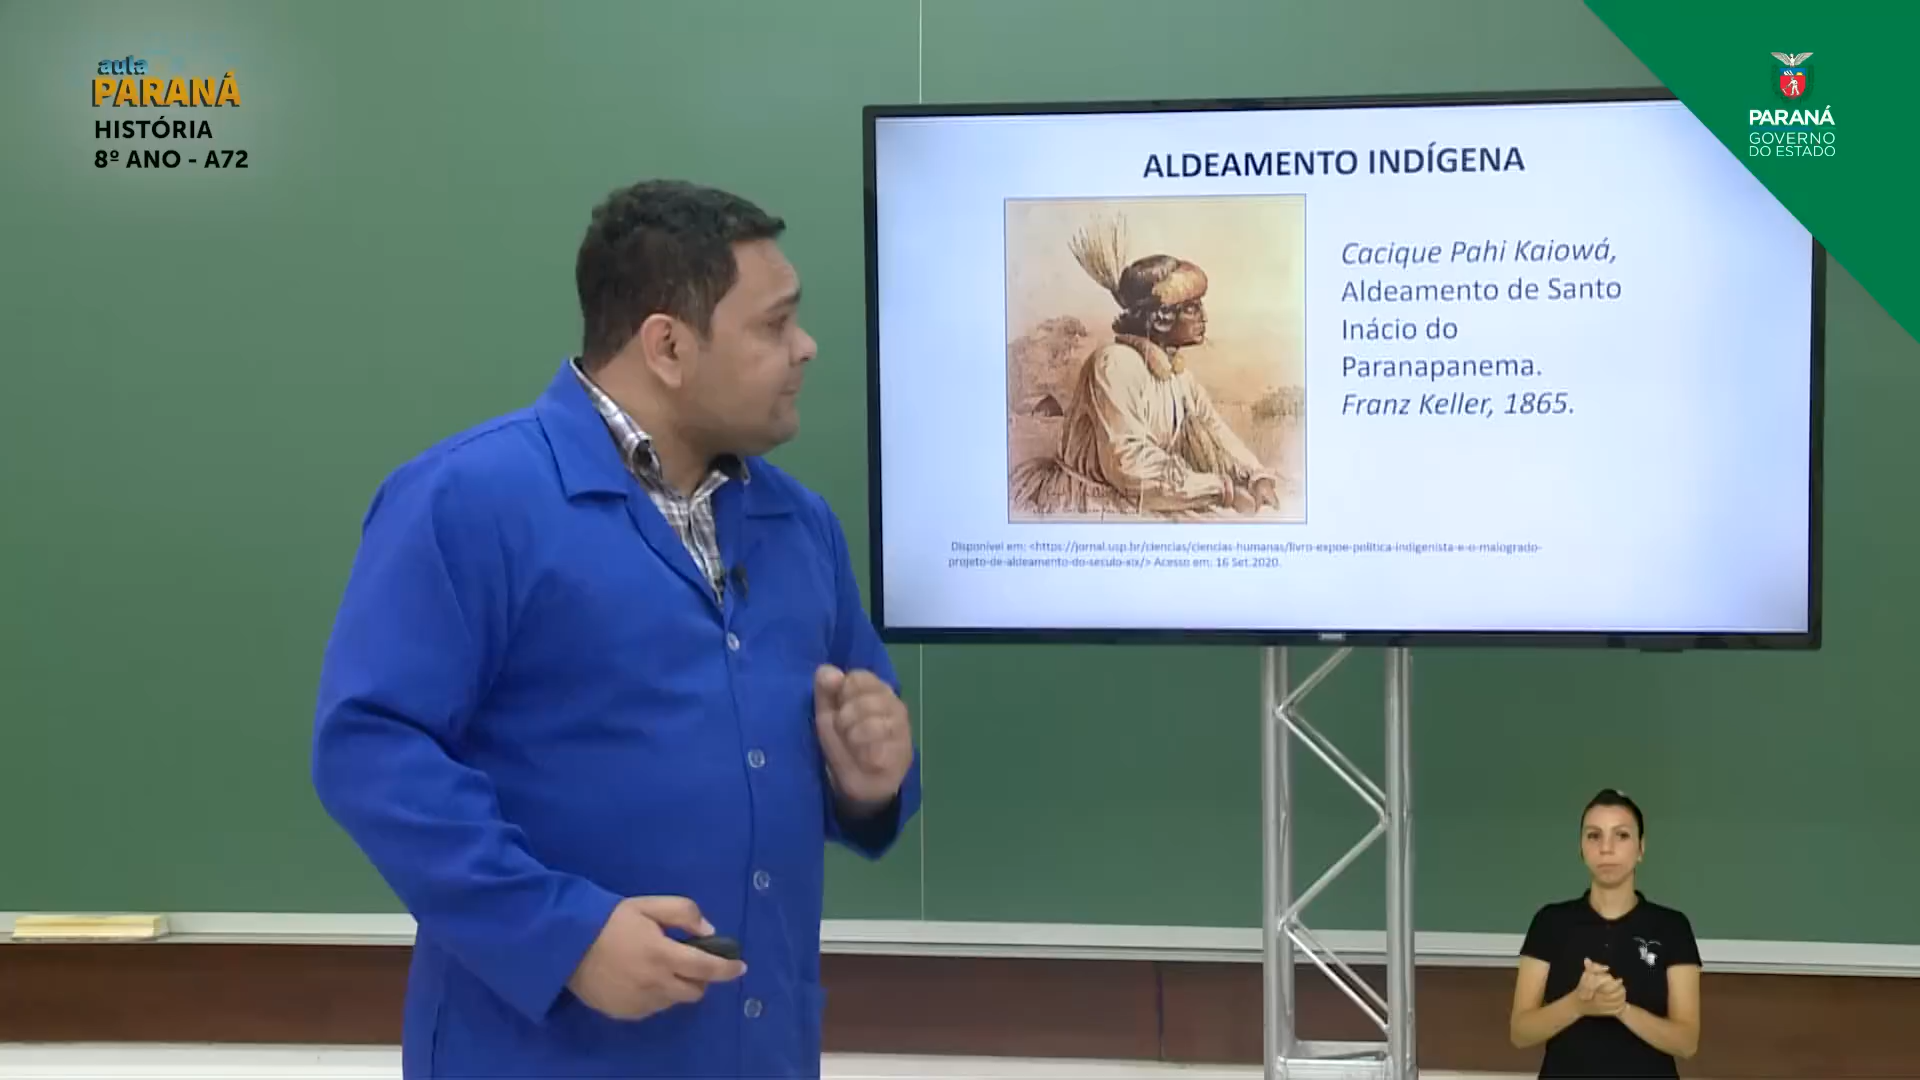 aula
PARANÁ
HISTÓRIA
8º ANO - A72
PARANÁ
GOVERNO
DO ESTADO
ALDEAMENTO INDÍGENA
Cacique Pahi Kaiowá,
Aldeamento de Santo
Inácio do
Paranapanema.
Franz Keller, 1865.
Disponível em: <https://jornal.usp.br/ciencias/ciencias-humanas/livro-expoe-politica-indigenista-e-o-malogrado-
projeto-de-aldeamento-do-seculo-xix/> Acesso em: 16 Set.2020.